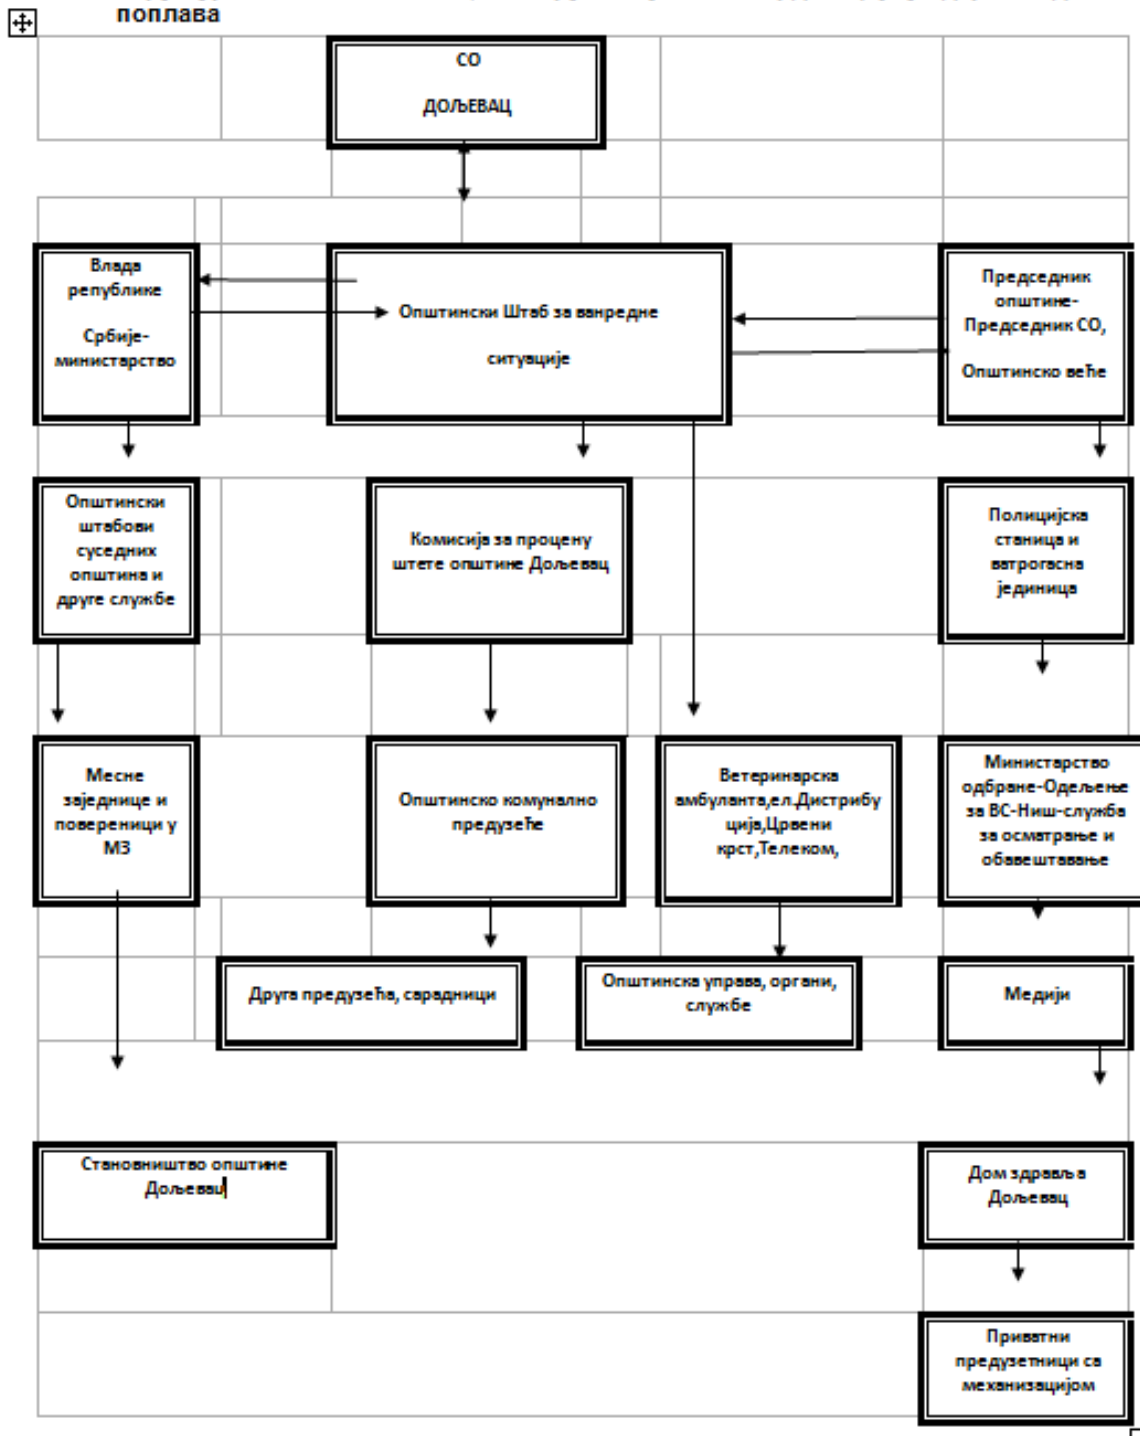 поплава
СО
ДОЉЕВАЦ
Влада
републике
Србије-
министарство
Општински Штаб за ванредне
ситуације
Председник
општине-
Председник СО,
Општинско веће
Општински
штабови
суседних
општина и
друге службе
Комисија за процену
штете општине Дољевац
Полицијска
станица и
ватрогасна
јединица
Месне
заједнице и
повереници у
МЗ
Општинско комунално
предузеће
Ветеринарска
амбуланта,ел.Дистрибу
ција,Црвени
крст,Телеком,
Министарство
одбране-Одељење
за ВС-Ниш-служба
за осматрање и
обавештавање
Друга предузећа, сарадници
Општинска управа, органи,
службе
Медији
Становништво општине
Дољевац
Дом здравља
Дољевац
Приватни
предузетници са
механизацијом